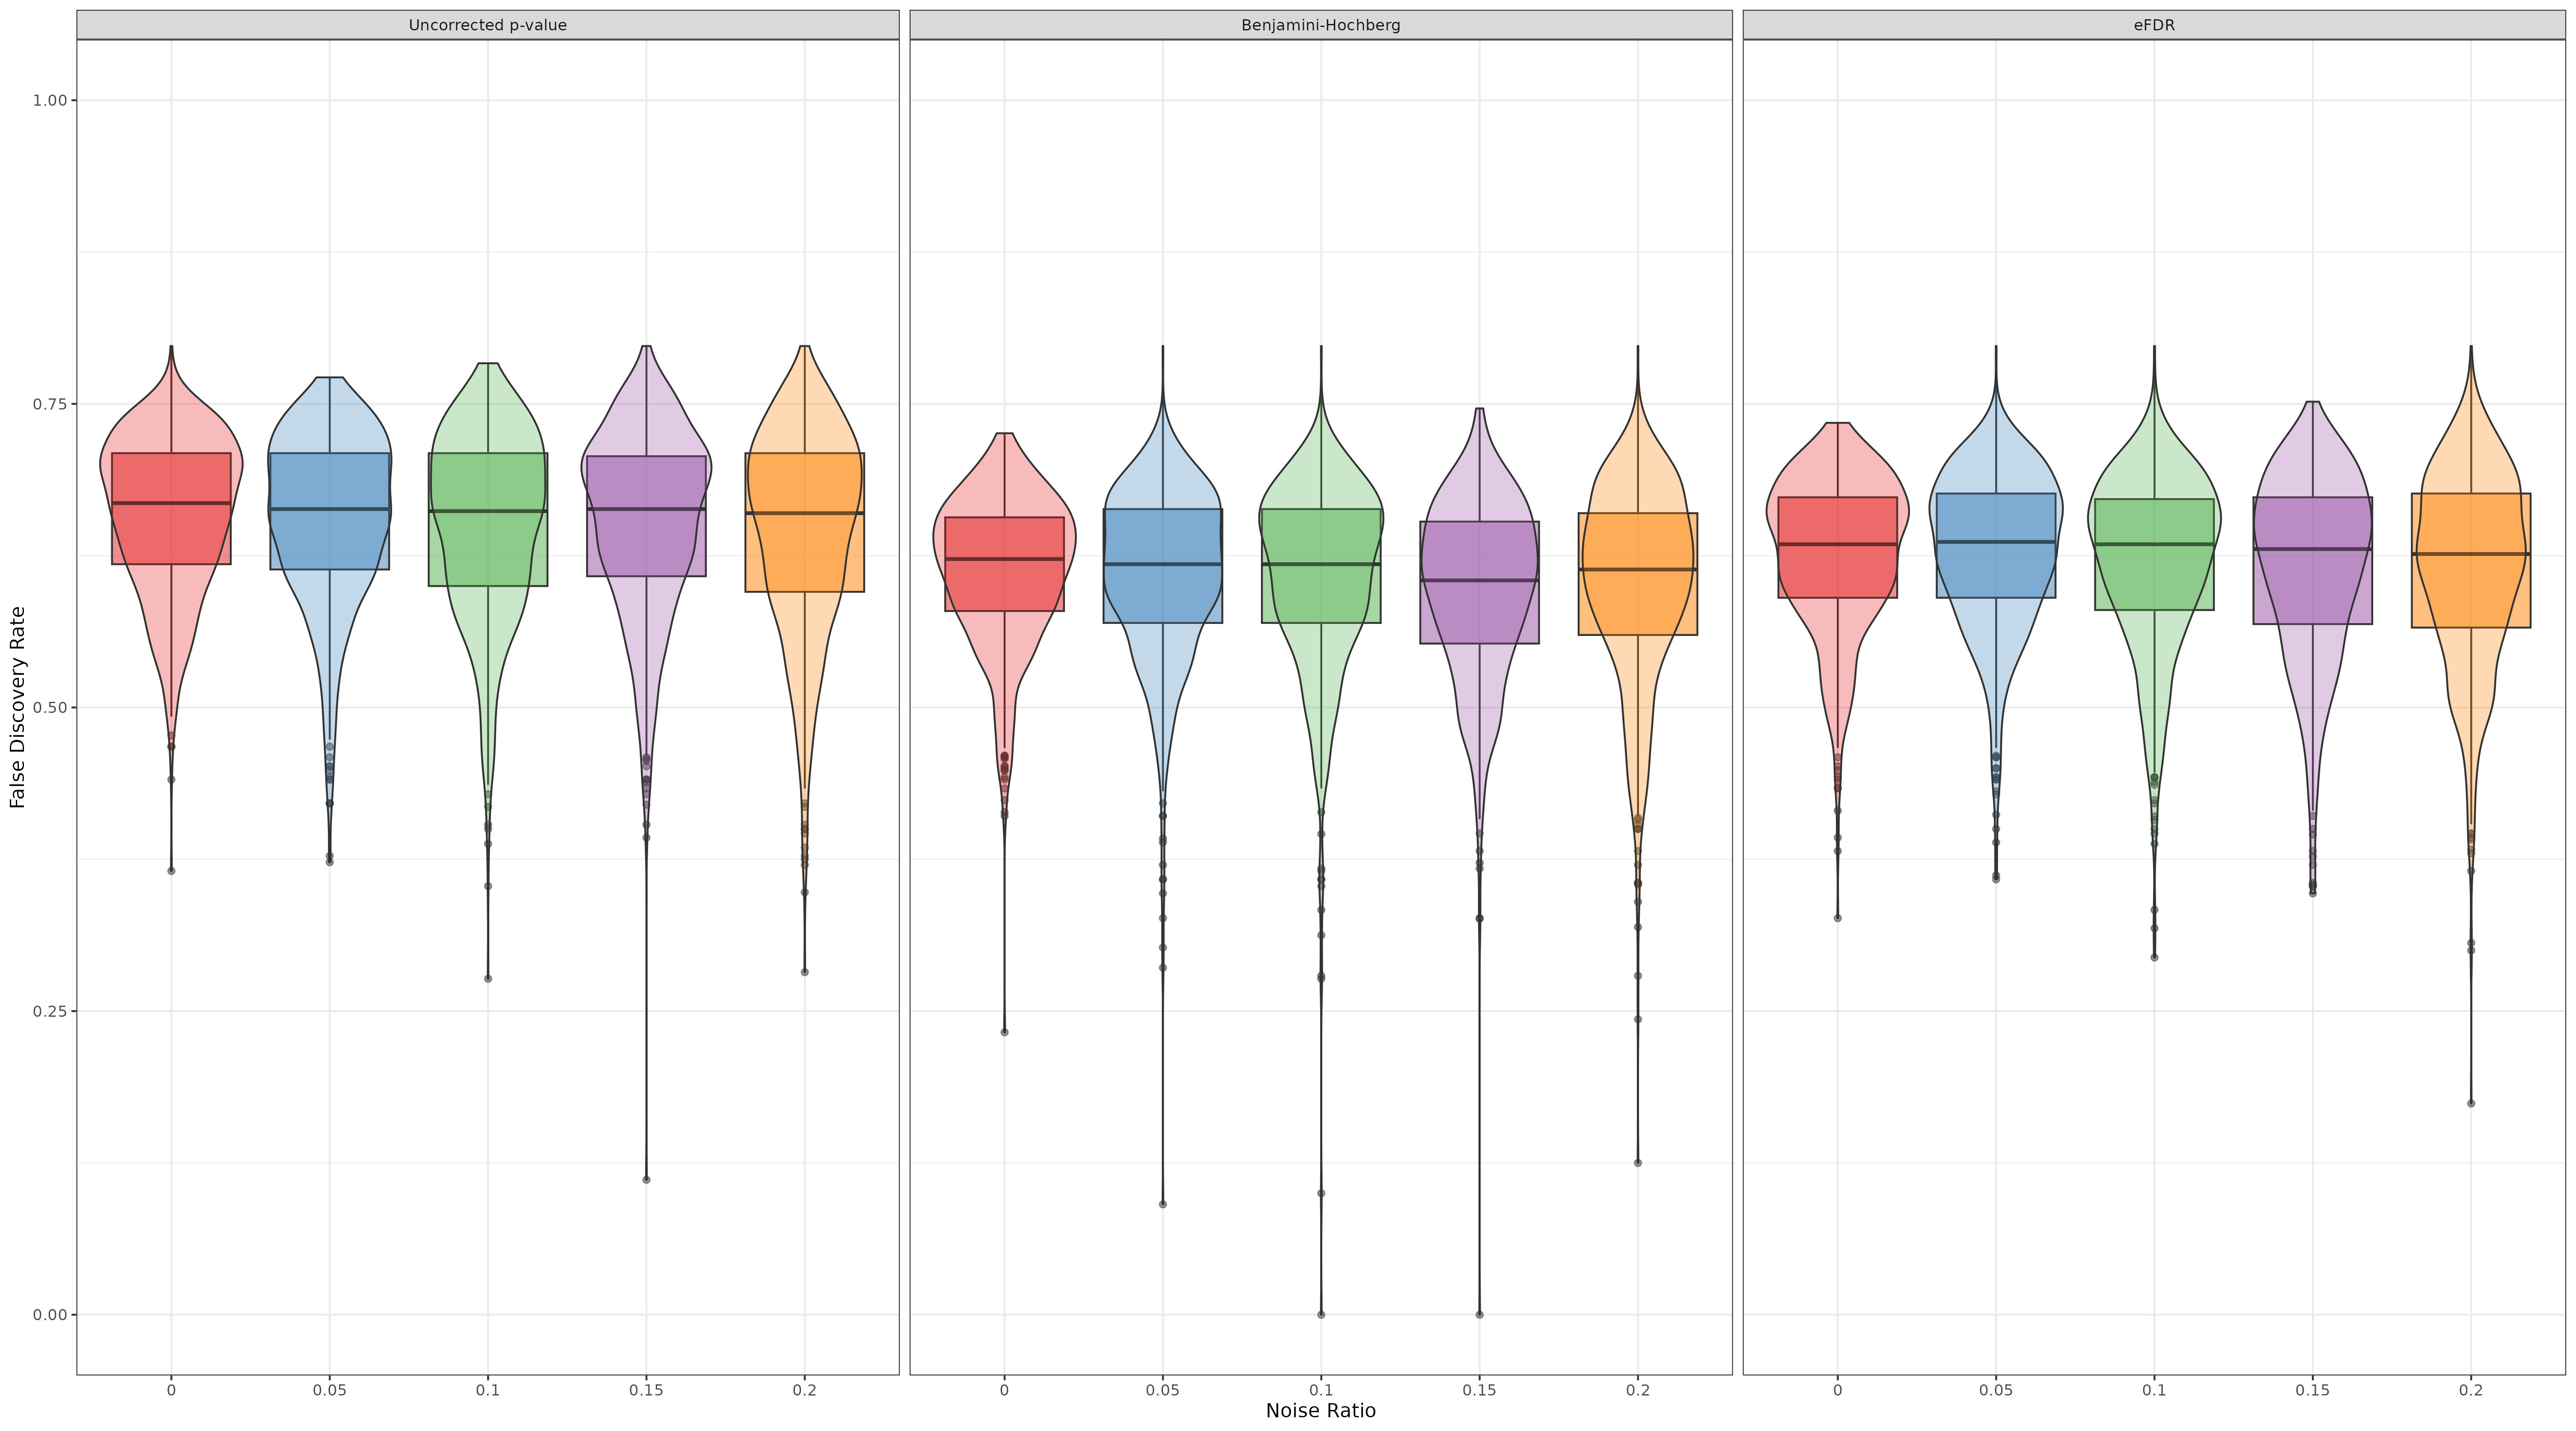 Uncorrected p-value Benjamini-Hochberg eFDR
1.00
0.75
0.50
0.25
0.00
False Discovery Rate
0 0.05 0.1 0.15 0.2 0 0.05 0.1 0.15 0.2 0 0.05 0.1 0.15 0.2
Noise Ratio